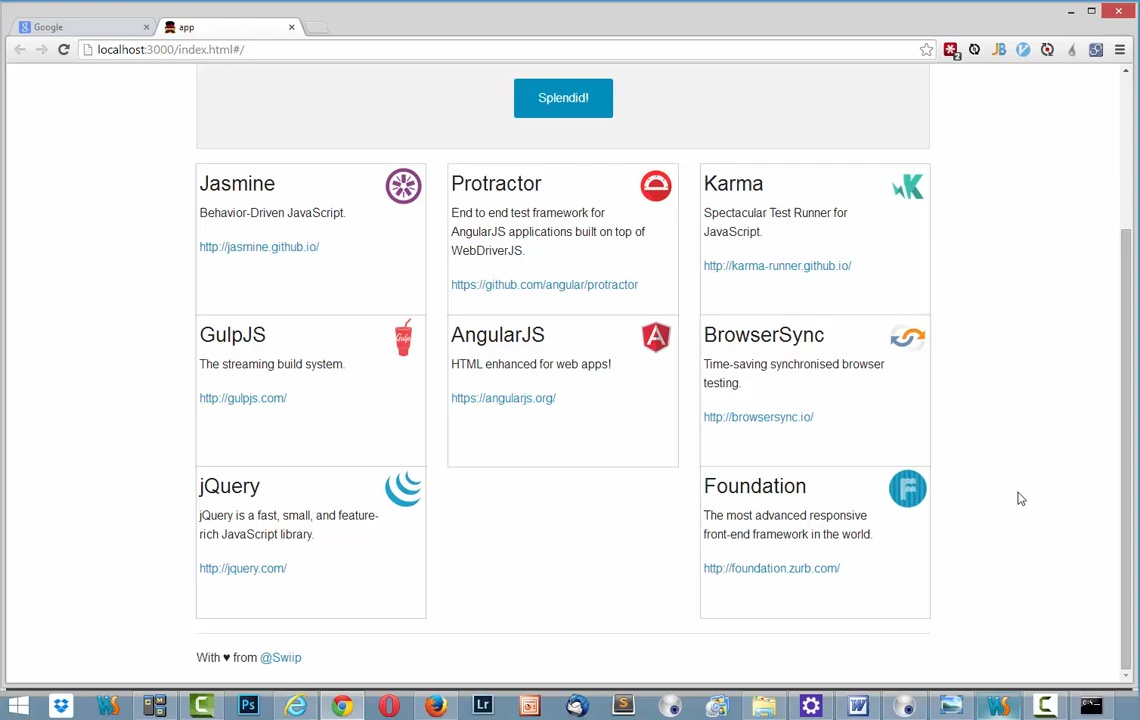 Google
app
localhost:3000/index.html#/
2
JB
Splendid!
Jasmine
Behavior-Driven JavaScript.
http://jasmine.github.io/
Protractor
End to end test framework for
AngularJS applications built on top of
WebDriverJS.
https://github.com/angular/protractor
Karma
Spectacular Test Runner for
JavaScript.
http://karma-runner.github.io/
GulpJS
The streaming build system.
http://gulpjs.com/
AngularJS
HTML enhanced for web apps!
https://angularjs.org/
BrowserSync
Time-saving synchronised browser
testing.
http://browsersync.io/
jQuery
jQuery is a fast, small, and feature-
rich JavaScript library.
http://jquery.com/
Foundation
The most advanced responsive
front-end framework in the world.
http://foundation.zurb.com/
With ♥ from @Swiip
Ps
Lr